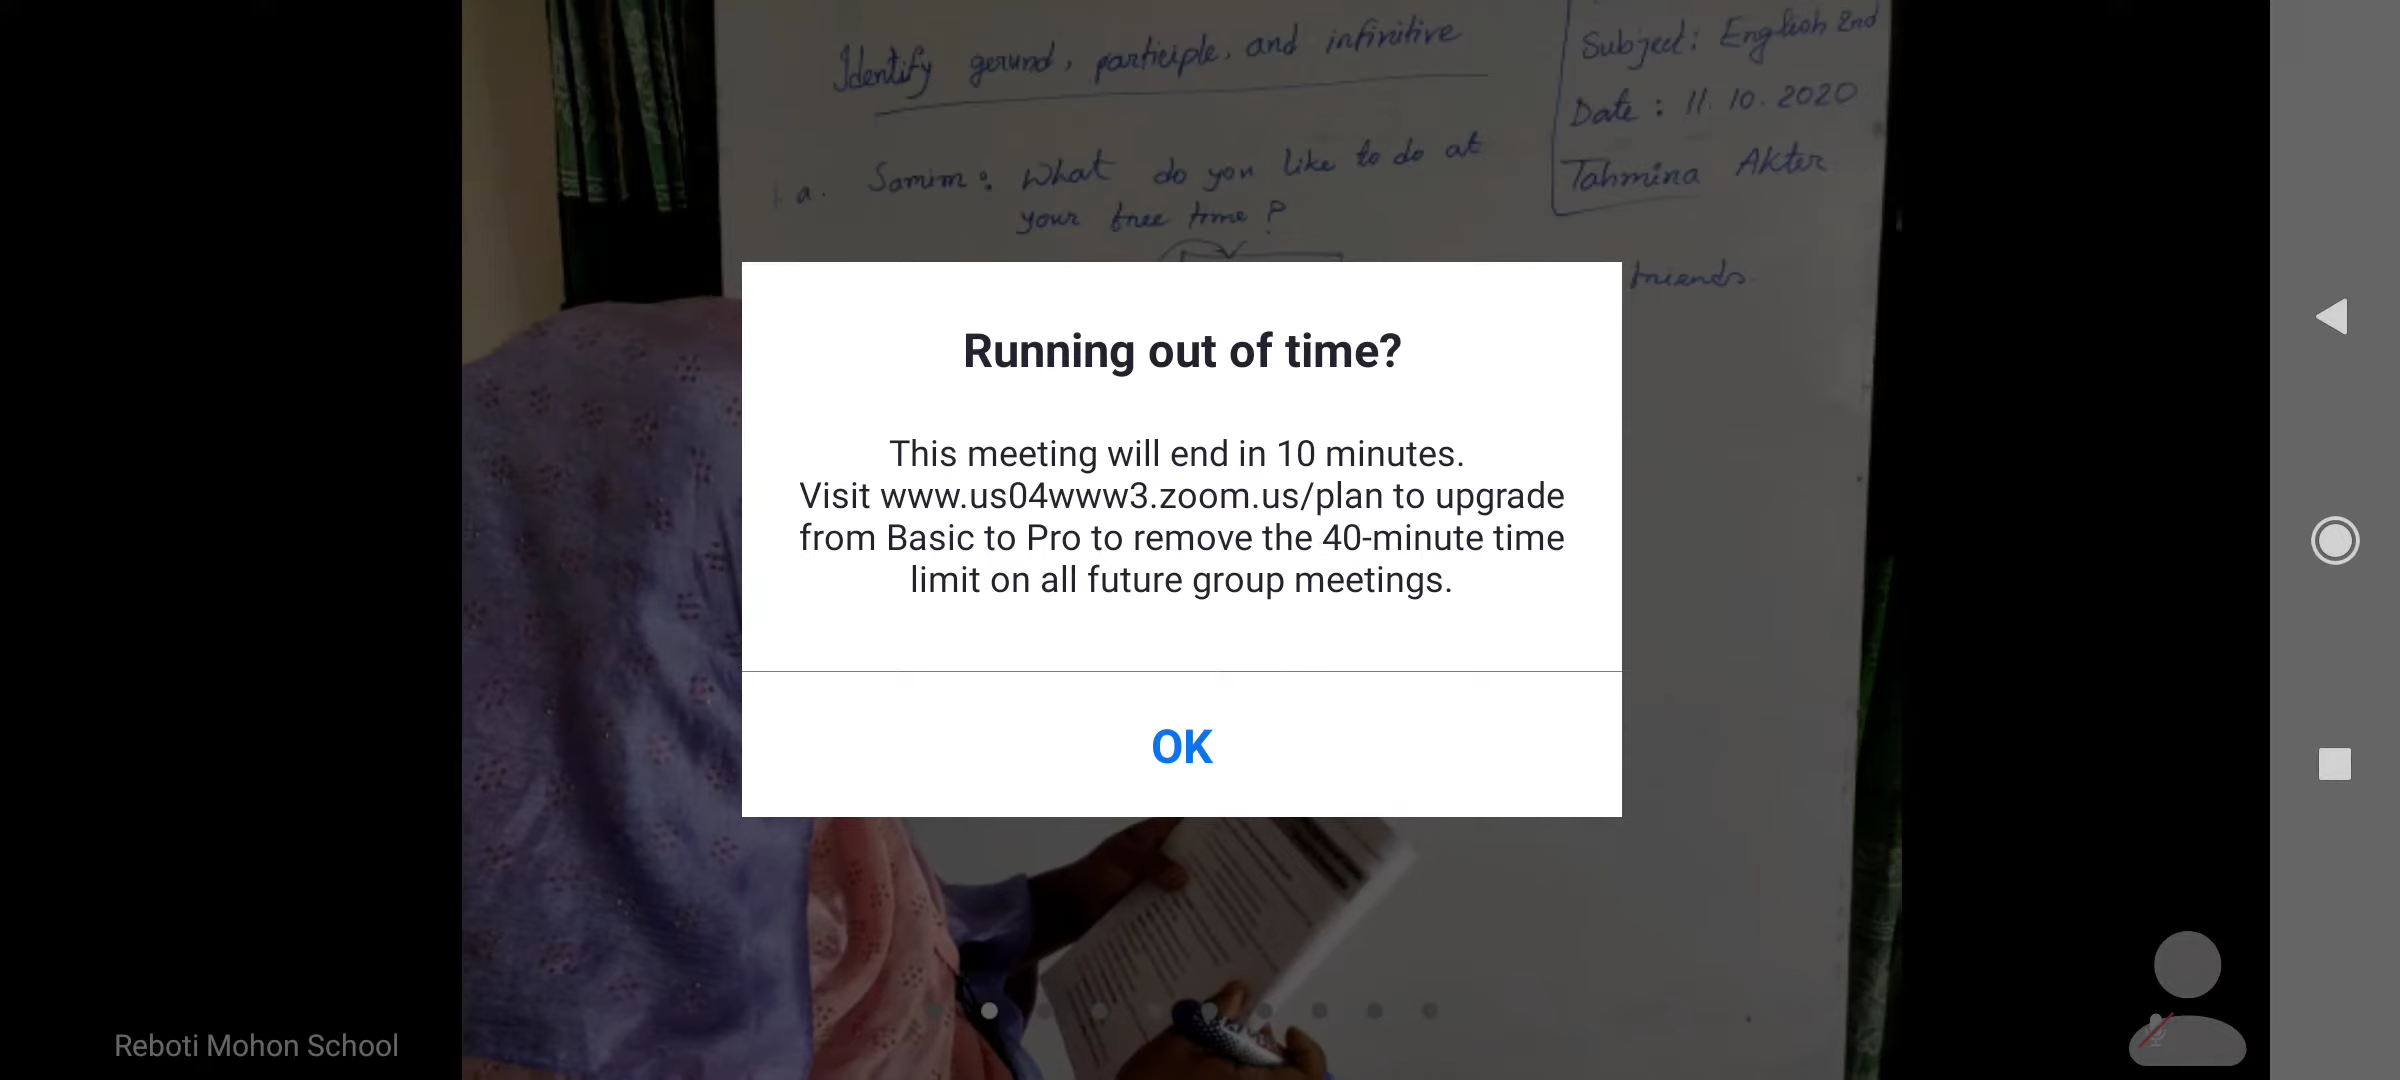 Identify gerund, participle, and infinitive
Subject: English 2nd
Date: 11.10.2020
Tahmina Akter
1. a. Samim: What do you like to do at
your free time?
friends.
Running out of time?
This meeting will end in 10 minutes.
Visit www.us04www3.zoom.us/plan to upgrade
from Basic to Pro to remove the 40-minute time
limit on all future group meetings.
OK
Reboti Mohon School